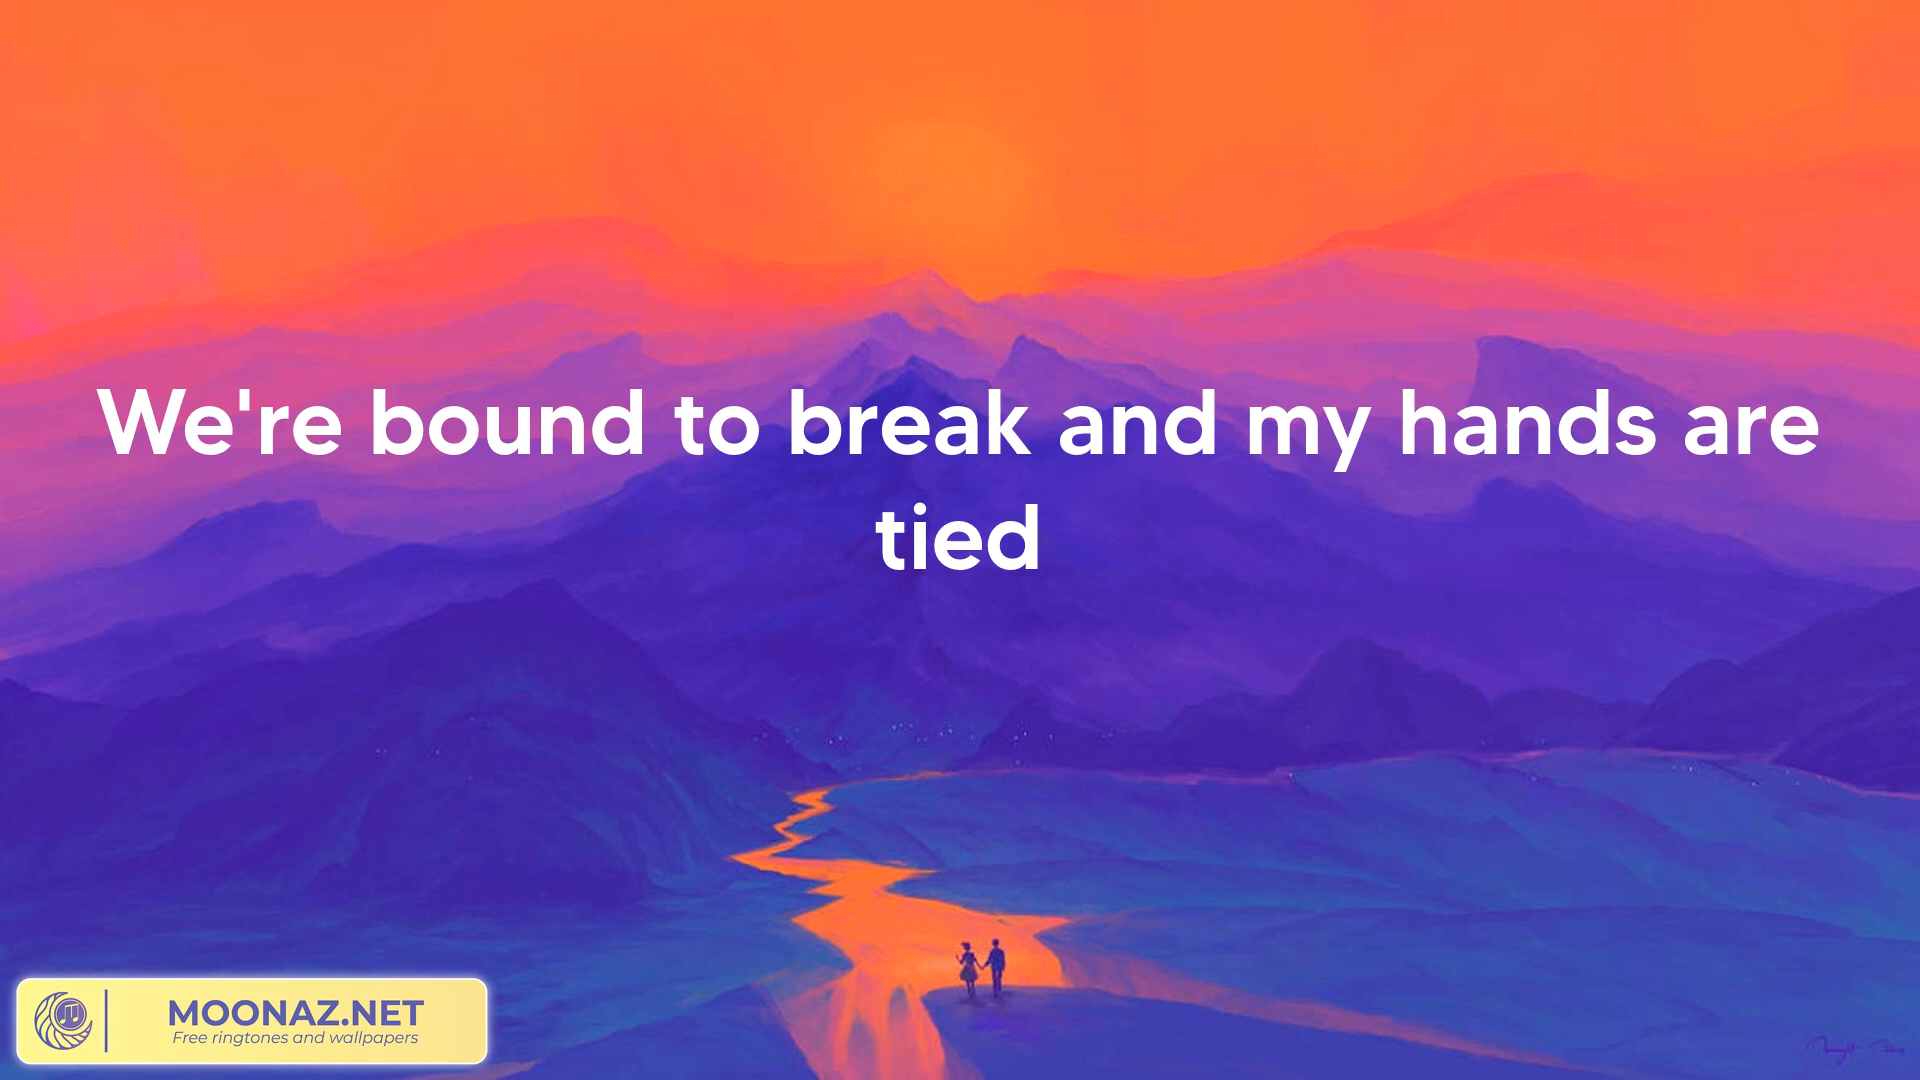 We're bound to break and my hands are
tied
MOONAZ.NET
Free ringtones and wallpapers